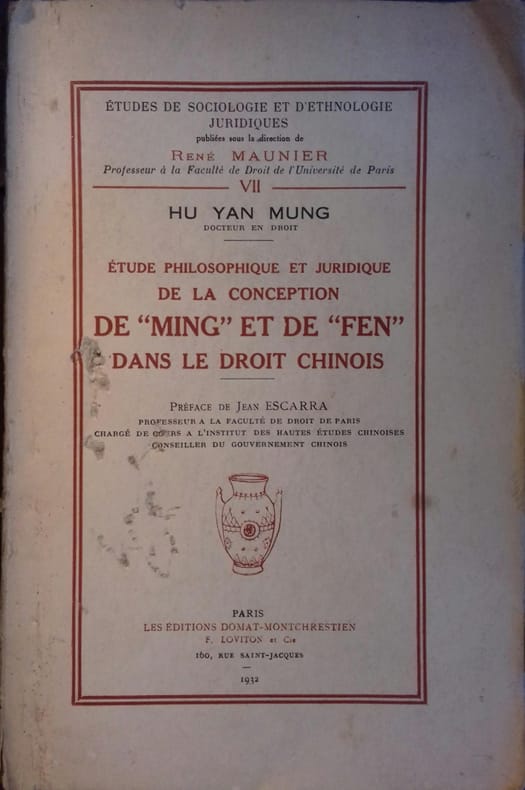 ÉTUDES DE SOCIOLOGIE ET D'ETHNOLOGIE
JURIDIQUES
publiées sous la direction de
RENÉ MAUNIER
Professeur à la Faculté de Droit de l'Université de Paris
VII
HU YAN MUNG
DOCTEUR EN DROIT
ÉTUDE PHILOSOPHIQUE ET JURIDIQUE
DE LA CONCEPTION
DE "MING" ET DE "FEN"
DANS LE DROIT CHINOIS
PRÉFACE DE JEAN ESCARRA
PROFESSEUR A LA FACULTÉ DE DROIT DE PARIS
CHARGÉ DE COURS A L'INSTITUT DES HAUTES ÉTUDES CHINOISES
CONSEILLER DU GOUVERNEMENT CHINOIS
PARIS
LES ÉDITIONS DOMAT-MONTCHRESTIEN
F. LOVITON et Cie
160, RUE SAINT-JACQUES
1932